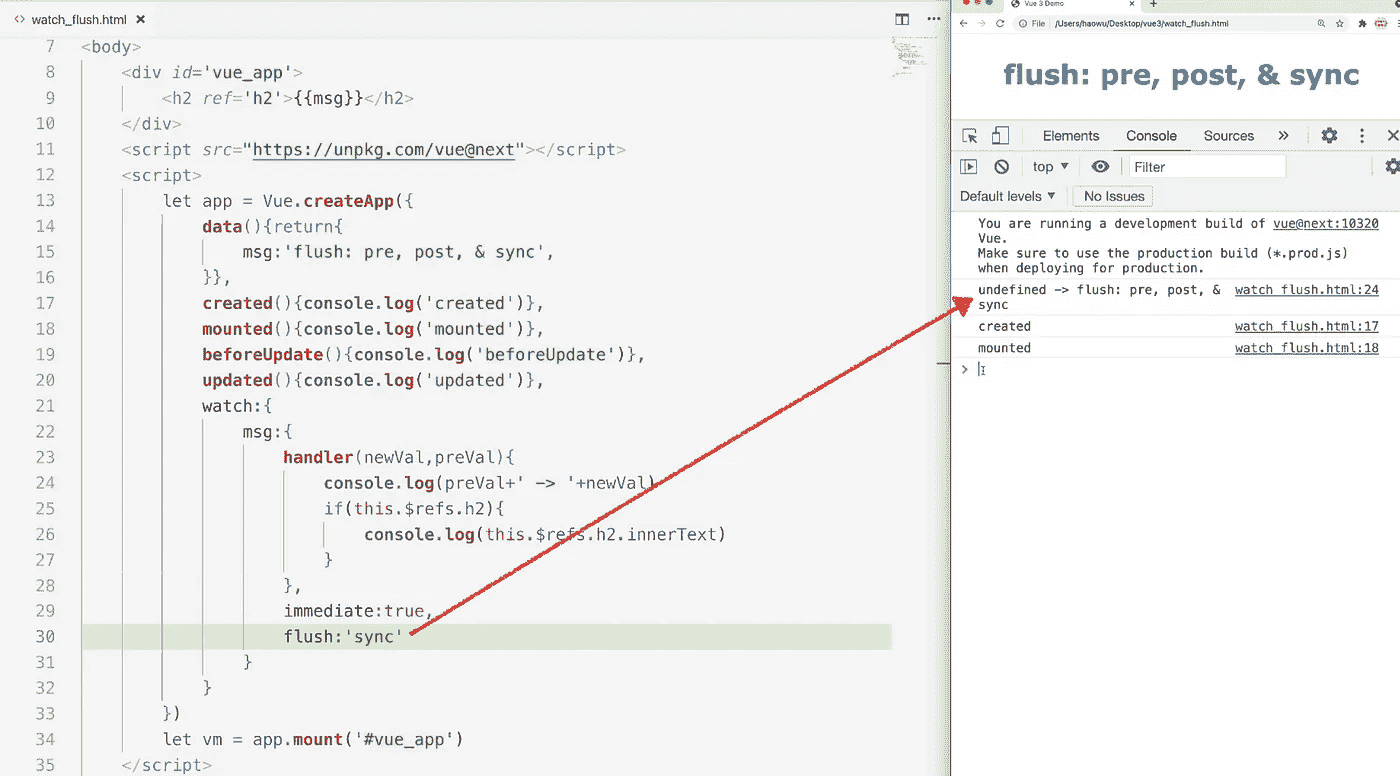 watch_flush.html
7 <body>
8 <div id='vue_app'>
9 <h2 ref='h2'>{{msg}}</h2>
10 </div>
11 <script src="https://unpkg.com/vue@next"></script>
12 <script>
13 let app = Vue.createApp({
14 data(){return{
15 msg:'flush: pre, post, & sync',
16 }},
17 created(){console.log('created')},
18 mounted(){console.log('mounted')},
19 beforeUpdate(){console.log('beforeUpdate')},
20 updated(){console.log('updated')},
21 watch:{
22 msg:{
23 handler(newVal,preVal){
24 console.log(preVal+' -> '+newVal)
25 if(this.$refs.h2){
26 console.log(this.$refs.h2.innerText)
27 }
28 },
29 immediate:true,
30 flush:'sync'
31 }
32 }
33 })
34 let vm = app.mount('#vue_app')
35 </script>
Vue 3 Demo
File /Users/haowu/Desktop/vue3/watch_flush.html
flush: pre, post, & sync
Elements Console Sources
top Filter
Default levels No Issues
You are running a development build of vue@next:10320
Vue.
Make sure to use the production build (*.prod.js)
when deploying for production.
undefined -> flush: pre, post, & watch_flush.html:24
sync
created watch_flush.html:17
mounted watch_flush.html:18